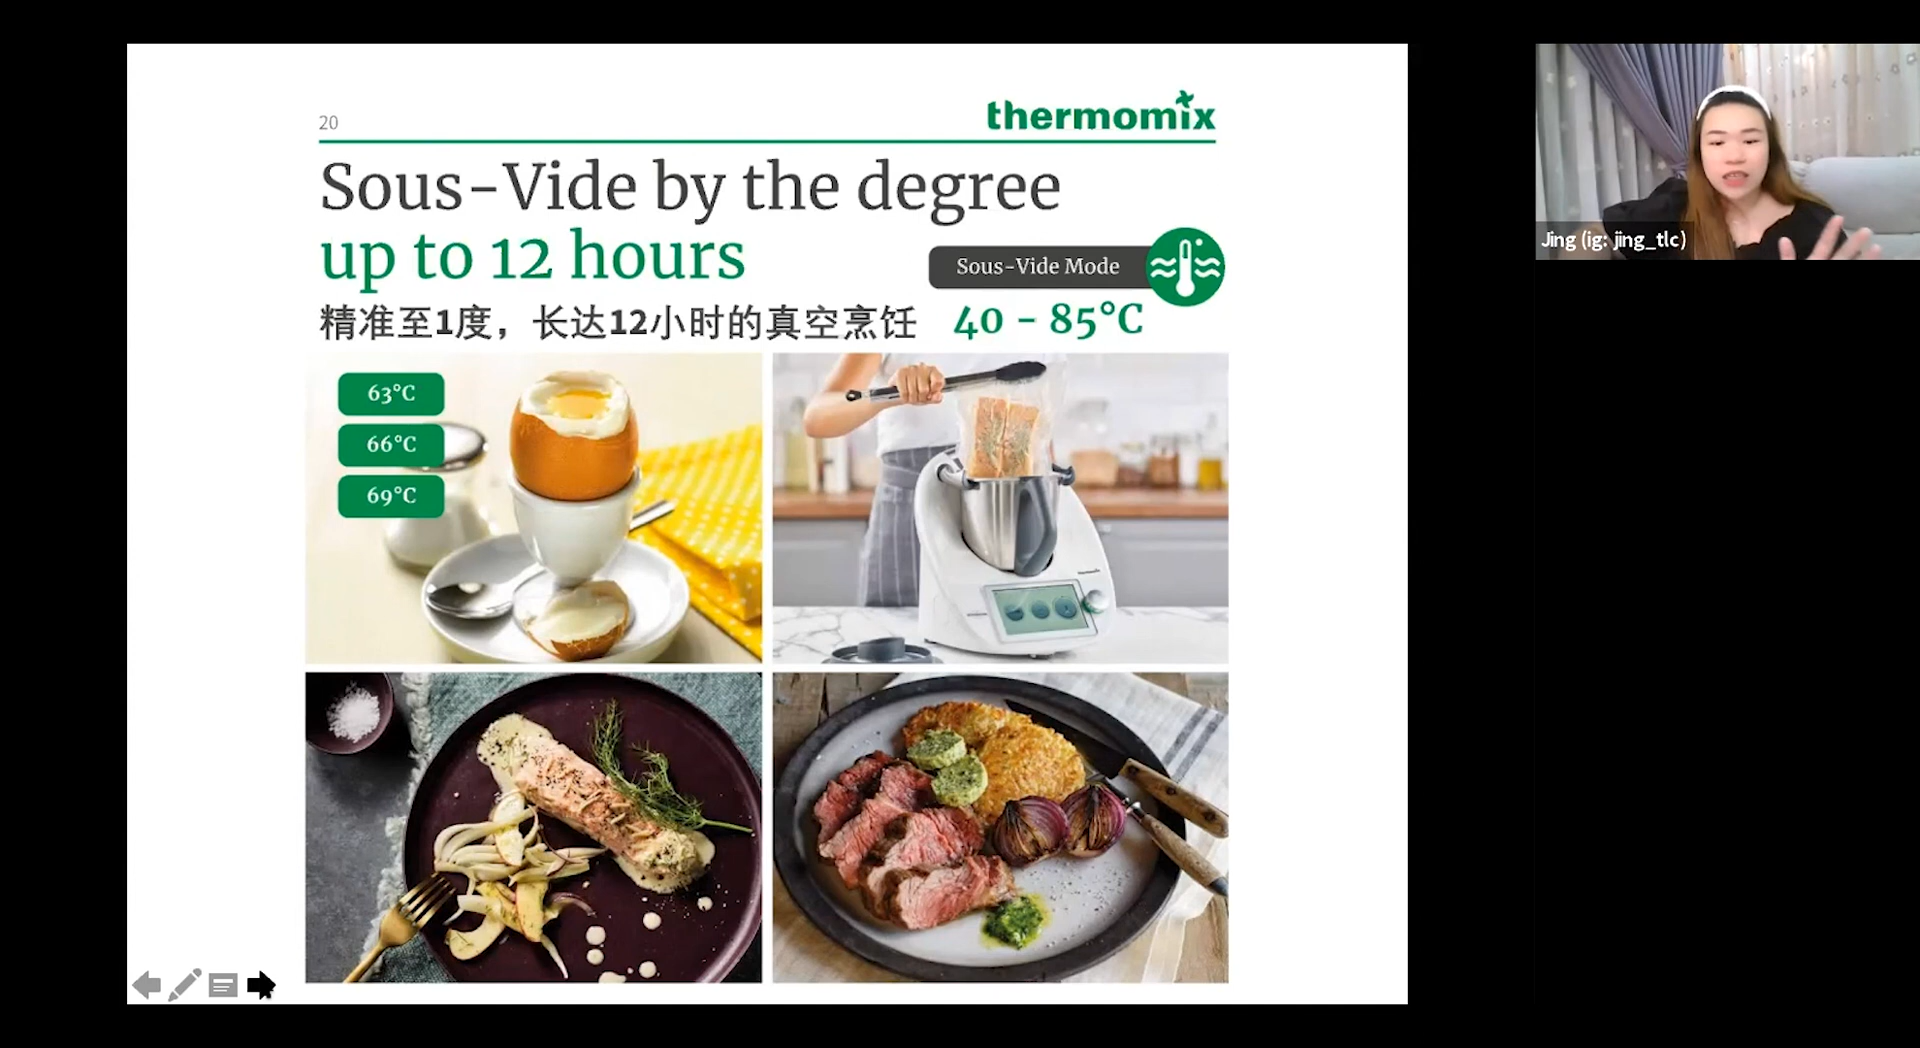 20
thermomix
Sous-Vide by the degree
up to 12 hours
Sous-Vide Mode
精准至1度，长达12小时的真空烹饪
40 - 85°C
63°C
66°C
69°C
Jing (ig: jing_tlc)